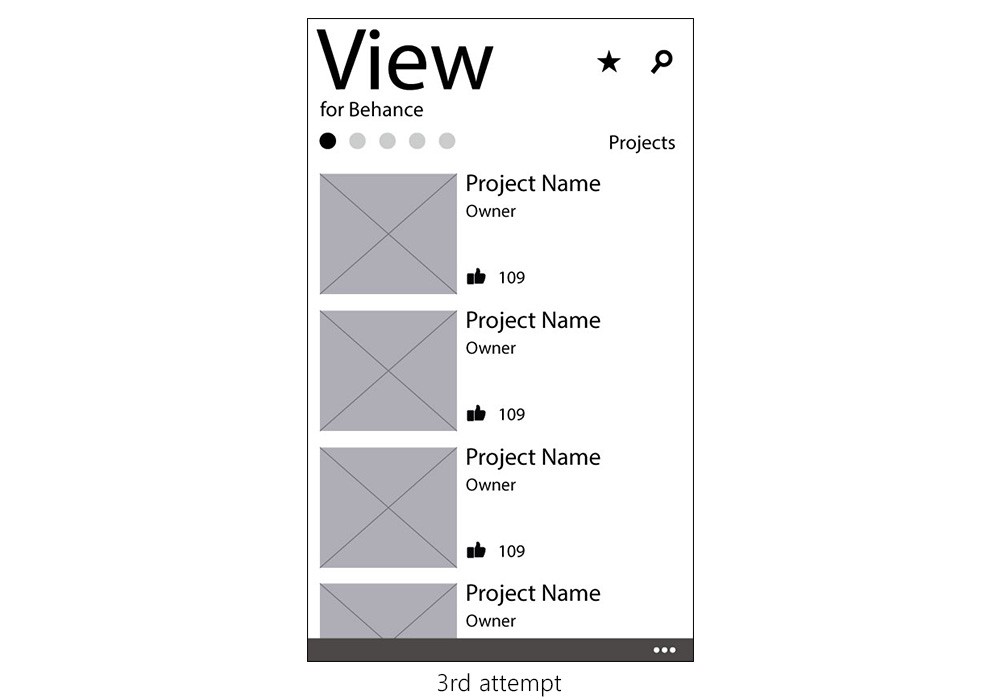 View
for Behance
Projects
Project Name
Owner
109
Project Name
Owner
109
Project Name
Owner
109
Project Name
Owner
3rd attempt